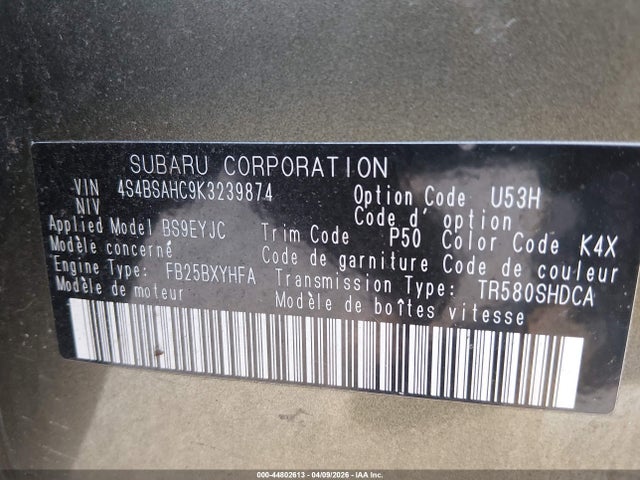 SUBARU CORPORATION
VIN 4S4BSAHC9K3239874 Option Code U53H
NIV Code d' option
Applied Model BS9EYJC Trim Code P50 Color Code K4X
Modèle concerné Code de garniture Code de couleur
Engine Type: FB25BXYHFA Transmission Type: TR580SHDCA
Modèle de moteur Modèle de boîtes vitesse
000-44802613 - 04/09/2026 - IAAC Inc.